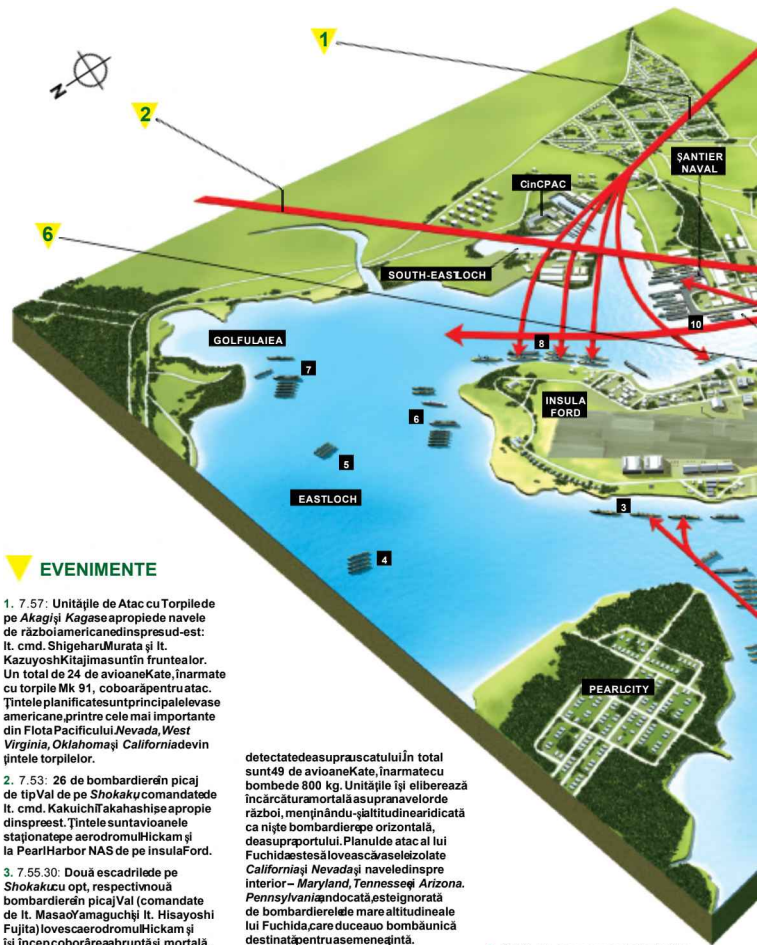 1
N
2
ŞANTIER
NAVAL
CinCPAC
6
SOUTH-EAST LOCH
10
GOLFUL AIEA
8
7
INSULA
FORD
6
5
EAST LOCH
3
4
PEARL CITY
EVENIMENTE
1. 7.57: Unităţile de Atac cu Torpile de
pe Akagi şi Kaga se apropie de navele
de război americane dinspre sud-est:
lt. cmd. Shigeharu Murata şi lt.
Kazuyoshi Kitajima sunt în fruntea lor.
Un total de 24 de avioane Kate, înarmate
cu torpile Mk 91, coboară pentru atac.
Ţintele planificate sunt principalele vase
americane, printre cele mai importante
din Flota Pacificului. Nevada, West
Virginia, Oklahoma şi California devin
ţintele torpilelor.
2. 7.53: 26 de bombardiere în picaj
de tip Val de pe Shokaku, comandate de
lt. cmd. Kakuichi Takahashi se apropie
dinspre est. Ţintele sunt avioanele
staţionate pe aerodromul Hickam şi
la Pearl Harbor NAS de pe insula Ford.
3. 7.55.30: Două escadrile de pe
Shokaku cu opt, respectiv nouă
bombardiere în picaj Val (comandate
de lt. Masao Yamaguchi şi lt. Hisayoshi
Fujita) lovesc aerodromul Hickam şi
îşi încep coborârea abruptă şi mortală
detectate deasupra uscatului. În total
sunt 49 de avioane Kate, înarmate cu
bombe de 800 kg. Unităţile îşi eliberează
încărcătura mortală asupra navelor de
război, menţinându-şi altitudinea ridicată
ca nişte bombardiere pe orizontală,
deasupra portului. Planul de atac al lui
Fuchida este să lovească vasele izolate
California şi Nevada şi navele dinspre
interior – Maryland, Tennessee şi Arizona.
Pennsylvania, andocată, este ignorată
de bombardierele de mare altitudine ale
lui Fuchida, care duceau o bombă unică
destinată pentru asemenea ţintă.